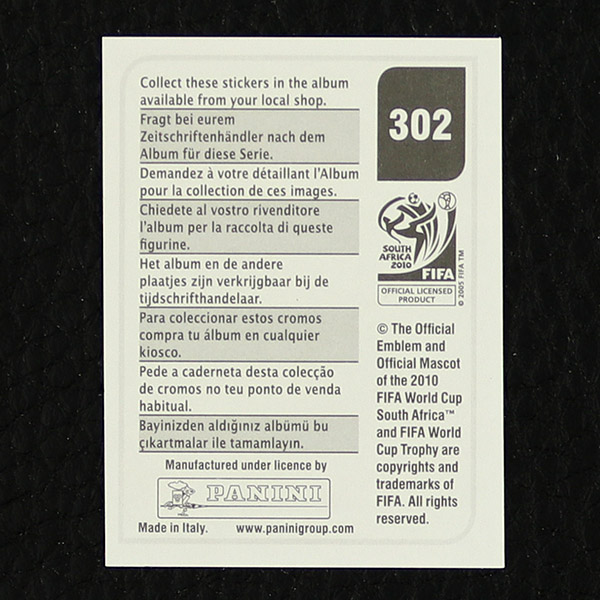 Collect these stickers in the album
available from your local shop.
Fragt bei eurem
Zeitschriftenhändler nach dem
Album für diese Serie.
Demandez à votre détaillant l'Album
pour la collection de ces images.
Chiedete al vostro rivenditore
l'album per la raccolta di queste
figurine.
Het album en de andere
plaatjes zijn verkrijgbaar bij de
tijdschrifthandelaar.
Para coleccionar estos cromos
compra tu álbum en cualquier
kiosco.
Pede a caderneta desta colecção
de cromos no teu ponto de venda
habitual.
Bayinizden aldığınız albümü bu
çıkartmalar ile tamamlayın.
Manufactured under licence by
PANINI
Made in Italy. www.paninigroup.com
302
SOUTH
AFRICA
2010
FIFA
OFFICIAL LICENSED
PRODUCT
© 2005 FIFA TM
© The Official
Emblem and
Official Mascot
of the 2010
FIFA World Cup
South Africa™
and FIFA World
Cup Trophy are
copyrights and
trademarks of
FIFA. All rights
reserved.